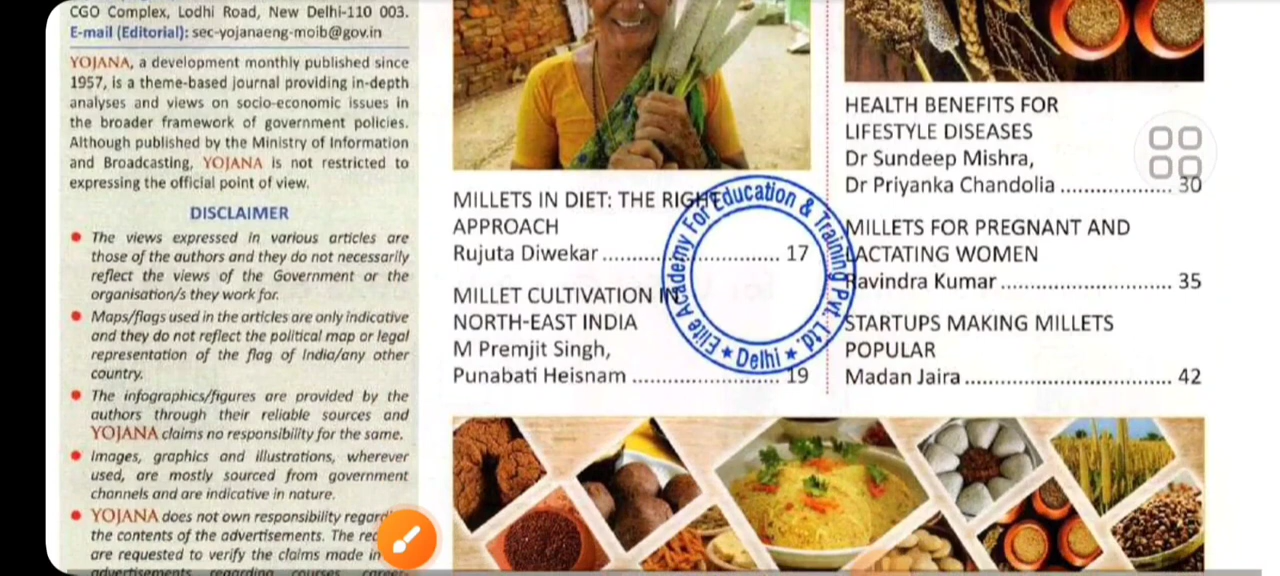 CGO Complex, Lodhi Road, New Delhi-110 003.
E-mail (Editorial): sec-yojanaeng-moib@gov.in
YOJANA, a development monthly published since
1957, is a theme-based journal providing in-depth
analyses and views on socio-economic issues in
the broader framework of government policies.
Although published by the Ministry of Information
and Broadcasting, YOJANA is not restricted to
expressing the official point of view.
DISCLAIMER
The views expressed in various articles are
those of the authors and they do not necessarily
reflect the views of the Government or the
organisation/s they work for.
Maps/flags used in the articles are only indicative
and they do not reflect the political map or legal
representation of the flag of India/any other
country.
The infographics/figures are provided by the
authors through their reliable sources and
YOJANA claims no responsibility for the same.
Images, graphics and illustrations, wherever
used, are mostly sourced from government
channels and are indicative in nature.
YOJANA does not own responsibility
the contents of the advertisements. The
are requested to verify the claims made in
advertisements regarding courses,
MILLETS IN DIET: THE RIGHT
APPROACH
Rujuta Diwekar .............................. 17
MILLET CULTIVATION IN
NORTH-EAST INDIA
M Premjit Singh,
Punabati Heisnam .......................... 19
Elite Academy For Education & Training Pvt. Ltd. ★ Delhi ★
HEALTH BENEFITS FOR
LIFESTYLE DISEASES
Dr Sundeep Mishra,
Dr Priyanka Chandolia .................... 30
MILLETS FOR PREGNANT AND
LACTATING WOMEN
Ravindra Kumar .............................. 35
STARTUPS MAKING MILLETS
POPULAR
Madan Jaira .................................... 42